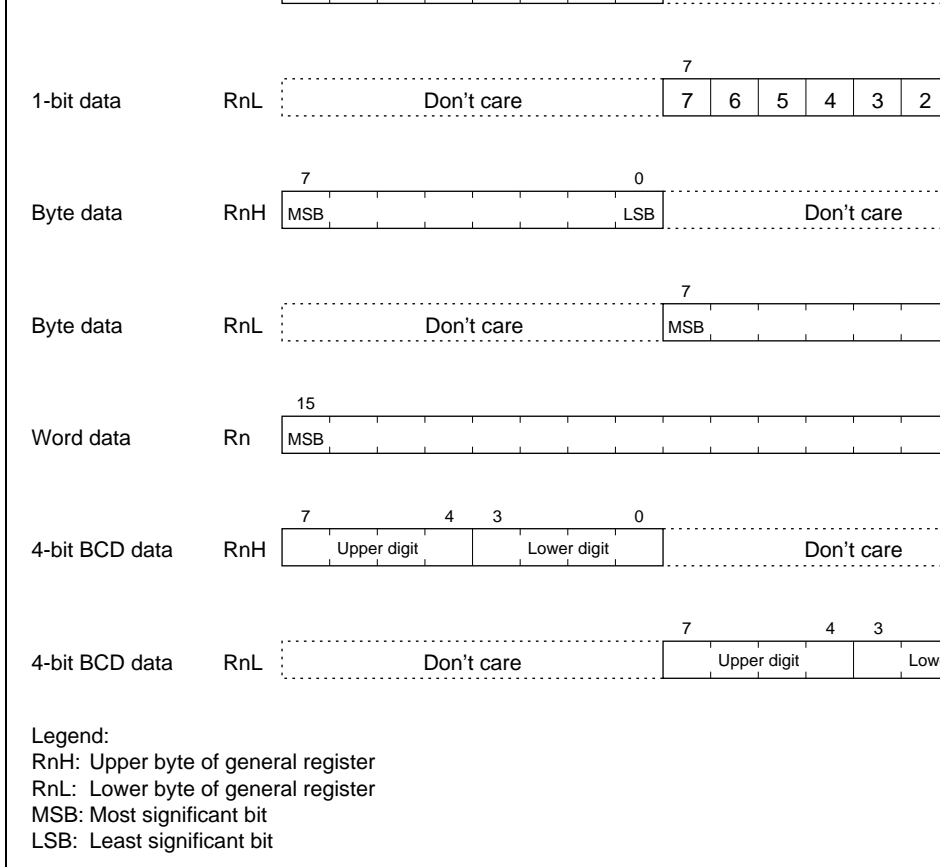 7
1-bit data RnL Don't care 7 6 5 4 3 2
7 0
Byte data RnH MSB LSB Don't care
7
Byte data RnL Don't care MSB
15
Word data Rn MSB
7 4 3 0
4-bit BCD data RnH Upper digit Lower digit Don't care
7 4 3
4-bit BCD data RnL Don't care Upper digit
Legend:
RnH: Upper byte of general register
RnL: Lower byte of general register
MSB: Most significant bit
LSB: Least significant bit